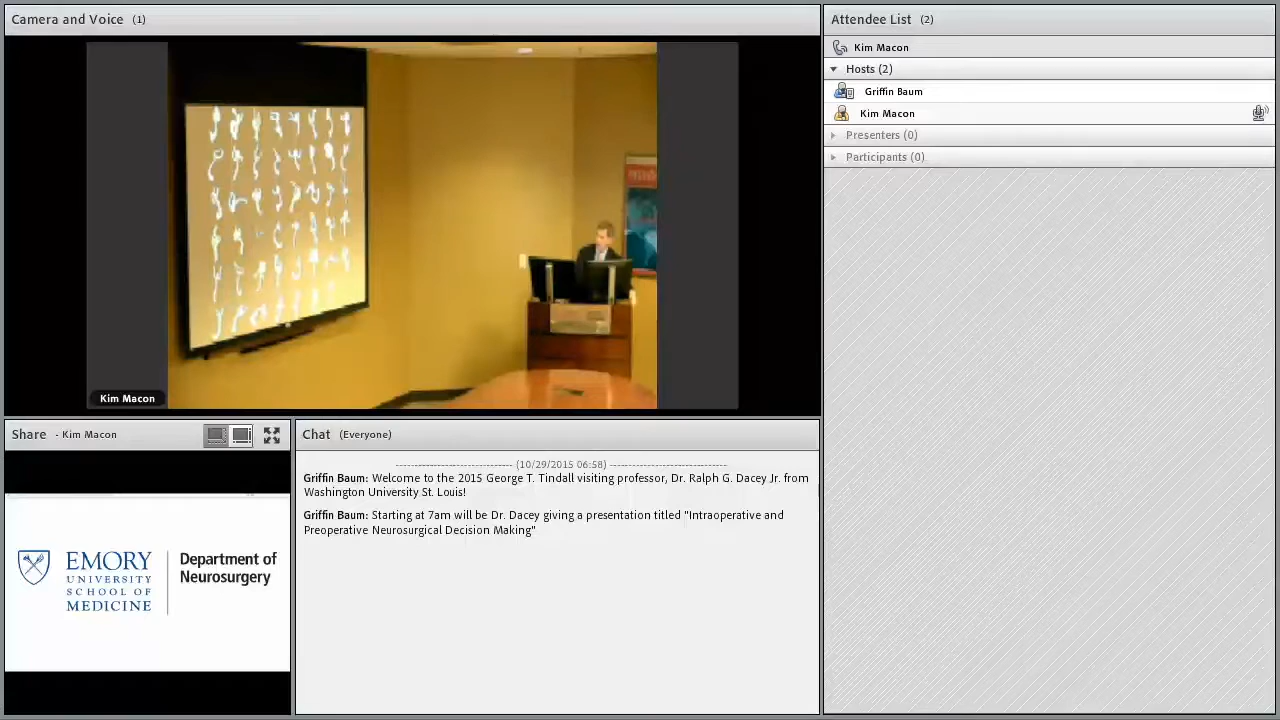 Camera and Voice (1)
Kim Macon
Share - Kim Macon
EMORY
UNIVERSITY
SCHOOL OF
MEDICINE
Department of
Neurosurgery
Chat (Everyone)
(10/29/2015 06:58)
Griffin Baum: Welcome to the 2015 George T. Tindall visiting professor, Dr. Ralph G. Dacey Jr. from
Washington University St. Louis!
Griffin Baum: Starting at 7am will be Dr. Dacey giving a presentation titled "Intraoperative and
Preoperative Neurosurgical Decision Making"
Attendee List (2)
Kim Macon
Hosts (2)
Griffin Baum
Kim Macon
Presenters (0)
Participants (0)